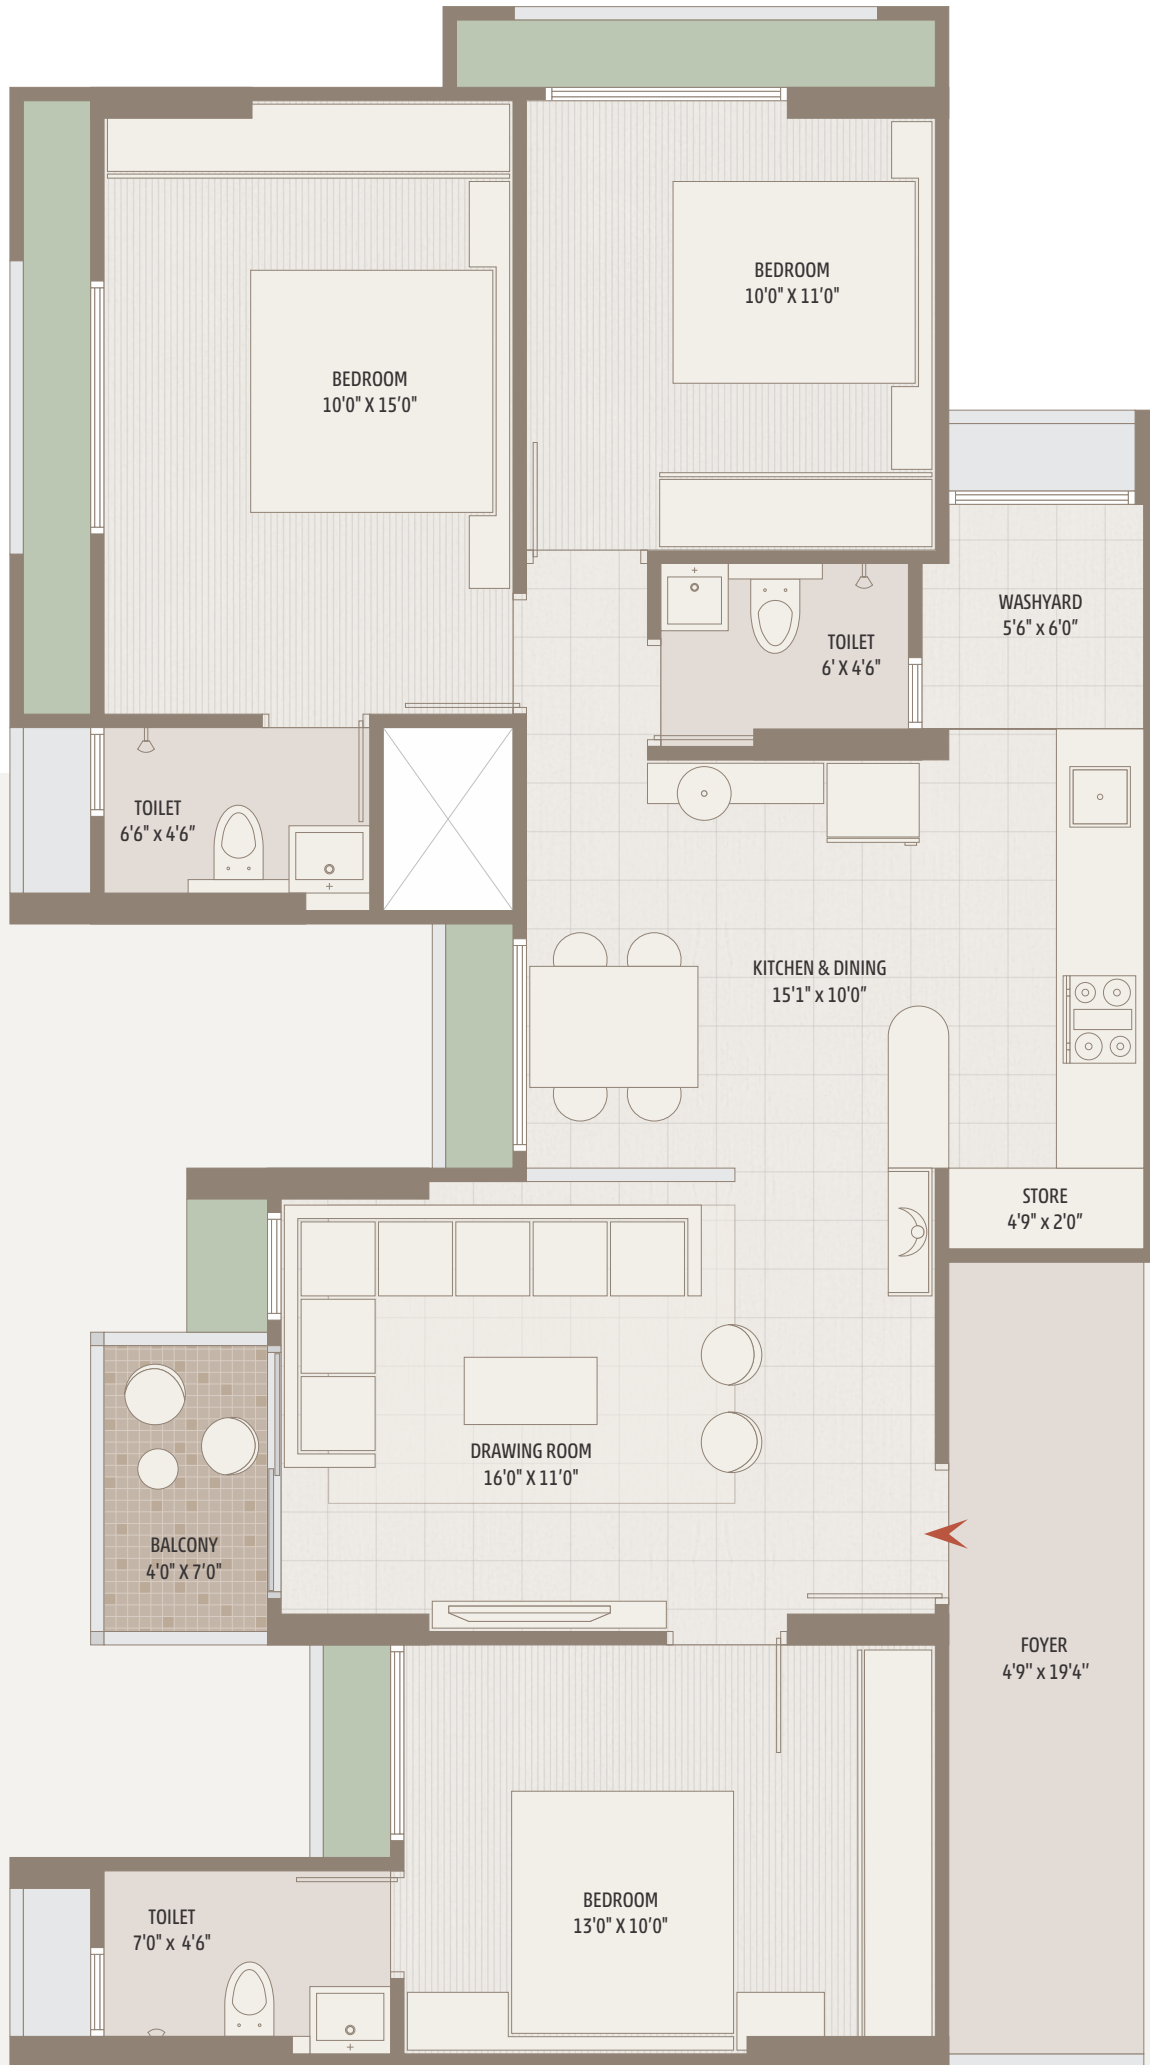 BEDROOM
10'0" X 11'0"
BEDROOM
10'0" X 15'0"
WASHYARD
5'6" x 6'0"
TOILET
6' X 4'6"
TOILET
6'6" x 4'6"
KITCHEN & DINING
15'1" x 10'0"
STORE
4'9" x 2'0"
DRAWING ROOM
16'0" X 11'0"
BALCONY
4'0" X 7'0"
FOYER
4'9" x 19'4"
BEDROOM
13'0" X 10'0"
TOILET
7'0" x 4'6"